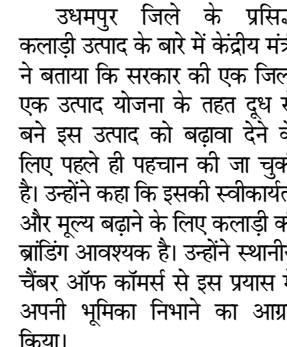 उधमपुर जिले के प्रसिद्ध
कलाड़ी उत्पाद के बारे में केंद्रीय मंत्री
ने बताया कि सरकार की एक जिला
एक उत्पाद योजना के तहत दूध से
बने इस उत्पाद को बढ़ावा देने के
लिए पहले ही पहचान की जा चुकी
है। उन्होंने कहा कि इसकी स्वीकार्यता
और मूल्य बढ़ाने के लिए कलाड़ी की
ब्रांडिंग आवश्यक है। उन्होंने स्थानीय
चैंबर ऑफ कॉमर्स से इस प्रयास में
अपनी भूमिका निभाने का आग्रह
किया।